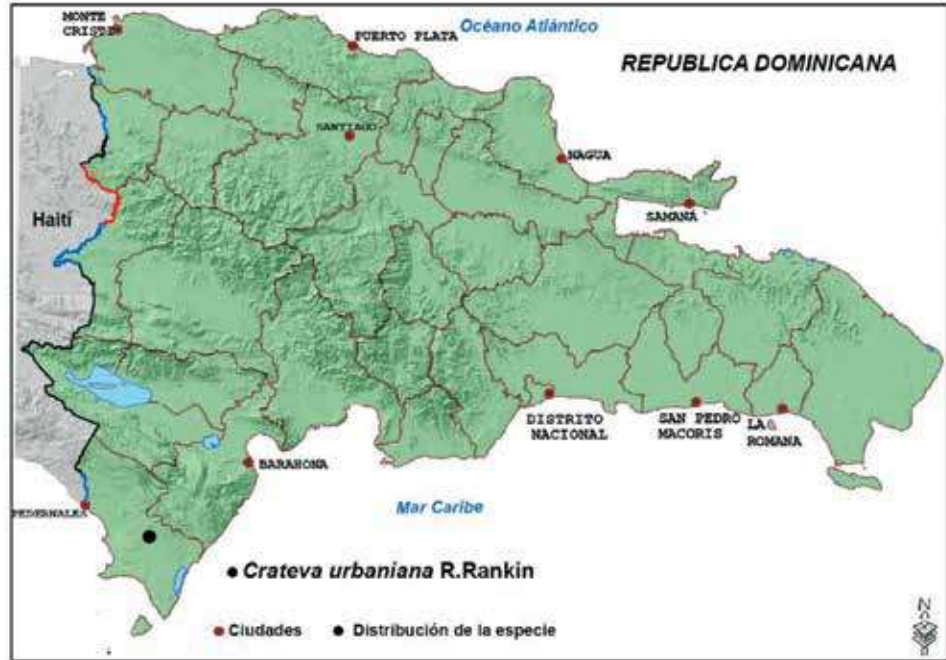 MONTE
CRISTI
Océano Atlántico
PUERTO PLATA
REPUBLICA DOMINICANA
SANTIAGO
NAGUA
SAMANA
Haití
DISTRITO
NACIONAL
SAN PEDRO
MACORIS
LA
ROMANA
BARAHONA
PEDERNALES
Mar Caribe
Crateva urbaniana R.Rankin
Ciudades
Distribución de la especie
N